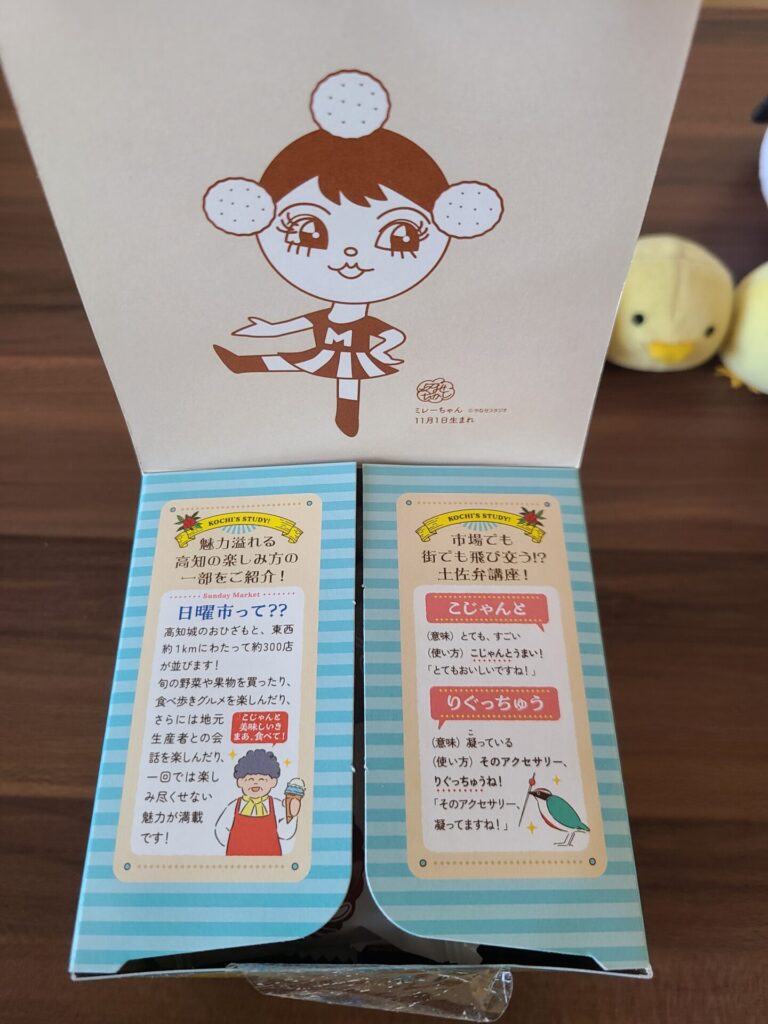 M
やなせたかし
ミレーちゃん ©やなせスタジオ
11月1日生まれ
KOCHI'S STUDY!
魅力溢れる
高知の楽しみ方の
一部をご紹介！
Sunday Market
日曜市って??
高知城のおひざもと、東西
約1kmにわたって約300店
が並びます！
旬の野菜や果物を買ったり、
食べ歩きグルメを楽しんだり、
さらには地元
生産者との会
話を楽しんだり、
一回では楽し
み尽くせない
魅力が満載
です！
こじゃんと
美味しいき
まあ、食べて！
KOCHI'S STUDY!
市場でも
街でも飛び交う!?
土佐弁講座！
こじゃんと
（意味）とても、すごい
（使い方）こじゃんとうまい！
「とてもおいしいですね！」
りぐっちゅう
（意味）凝っている
こ
（使い方）そのアクセサリー、
りぐっちゅうね！
「そのアクセサリー、
凝ってますね！」